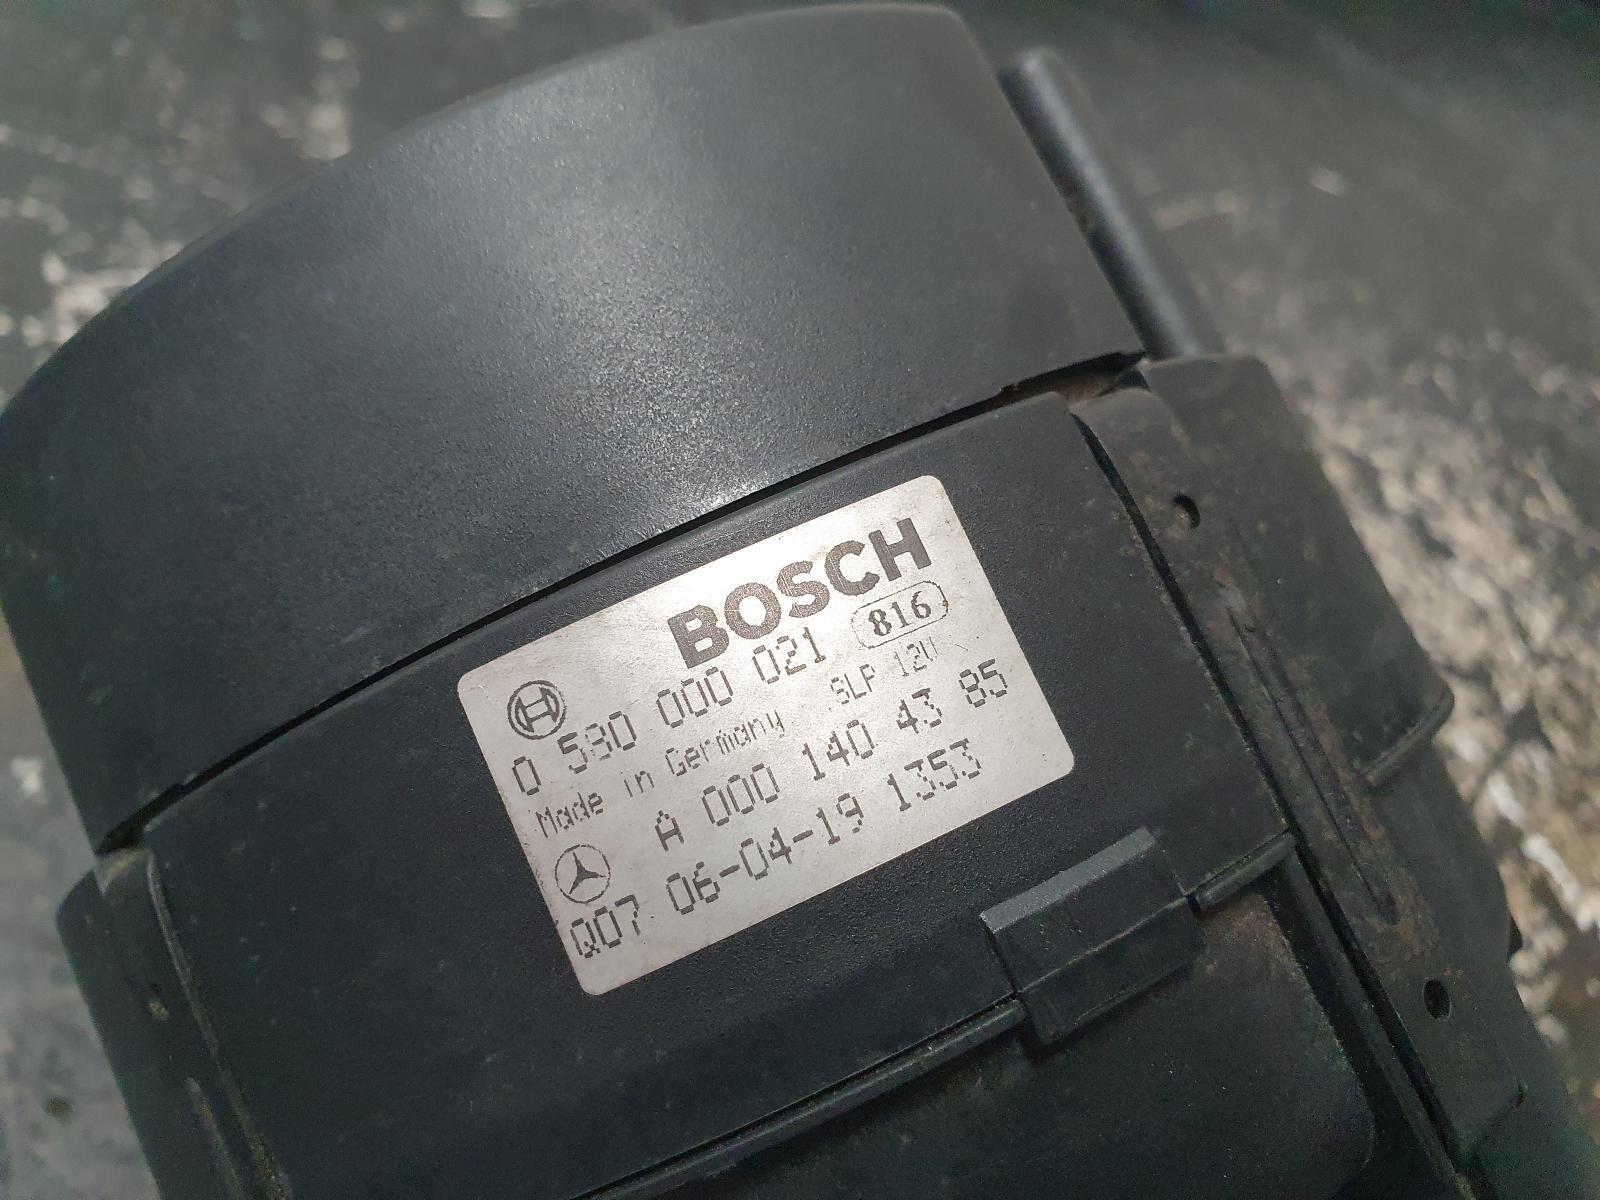 BOSCH
0 580 000 021 816
Made in Germany SLP 12V
A 000 140 43 85
Q07 06-04-19 1353